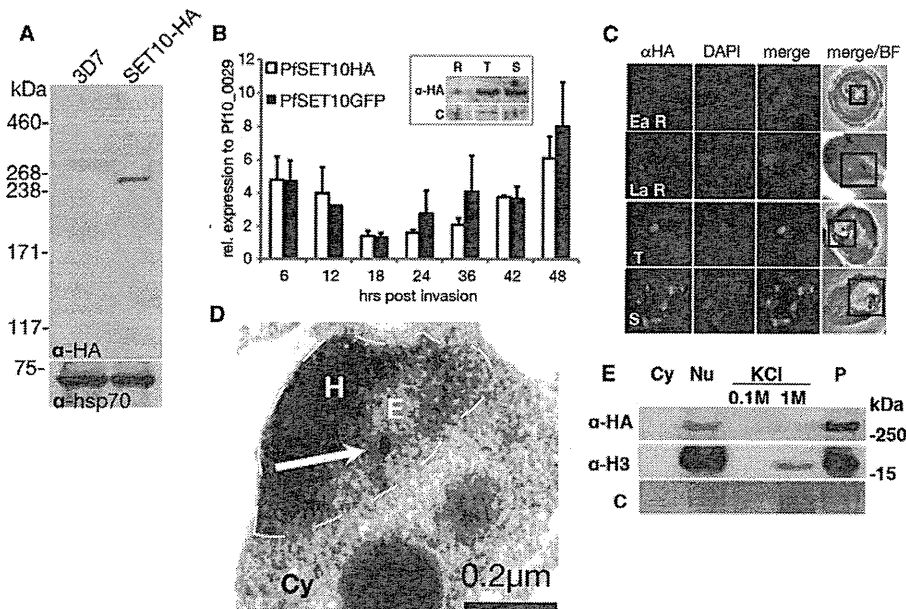 A
3D7
SET10-HA
kDa
460-
268-
238-
171-
117-
α-HA
75-
α-hsp70
B
rel. expression to Pf10_0029
12
10
8
6
4
2
0
PfSET10HA
PfSET10GFP
R T S
α-HA
C
6 12 18 24 36 42 48
hrs post invasion
C
αHA DAPI merge merge/BF
Ea R
La R
T
S
D
H
E
Cy
0.2µm
E
Cy Nu KCl P
0.1M 1M
kDa
α-HA
-250
α-H3
-15
C